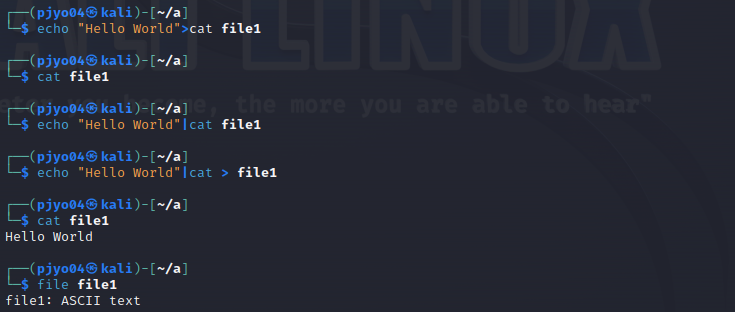 ALI LINUX
┌──(pjyo04㉿kali)-[~/a]
└─$ echo "Hello World">cat file1
┌──(pjyo04㉿kali)-[~/a]
└─$ cat file1
the more you are able to hear"
┌──(pjyo04㉿kali)-[~/a]
└─$ echo "Hello World"|cat file1
┌──(pjyo04㉿kali)-[~/a]
└─$ echo "Hello World"|cat > file1
┌──(pjyo04㉿kali)-[~/a]
└─$ cat file1
Hello World
┌──(pjyo04㉿kali)-[~/a]
└─$ file file1
file1: ASCII text